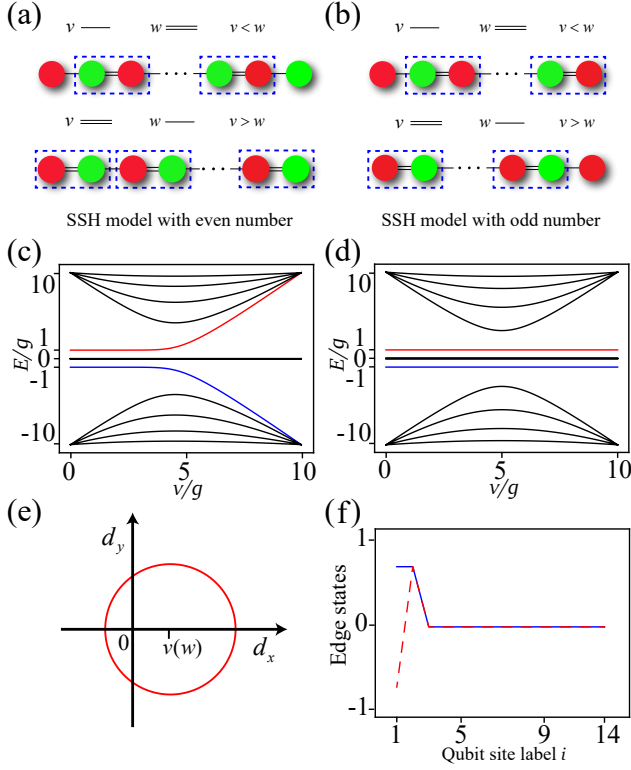 (a)
v
w
v < w
v
w
v > w
SSH model with even number
(b)
v
w
v < w
v
w
v > w
SSH model with odd number
(c)
E/g
10
1
0
-1
-10
0
5
10
v/g
(d)
E/g
10
1
0
-1
-10
0
5
10
v/g
(e)
d_y
0
v(w)
d_x
(f)
Edge states
1
0
-1
1
5
9
14
Qubit site label i